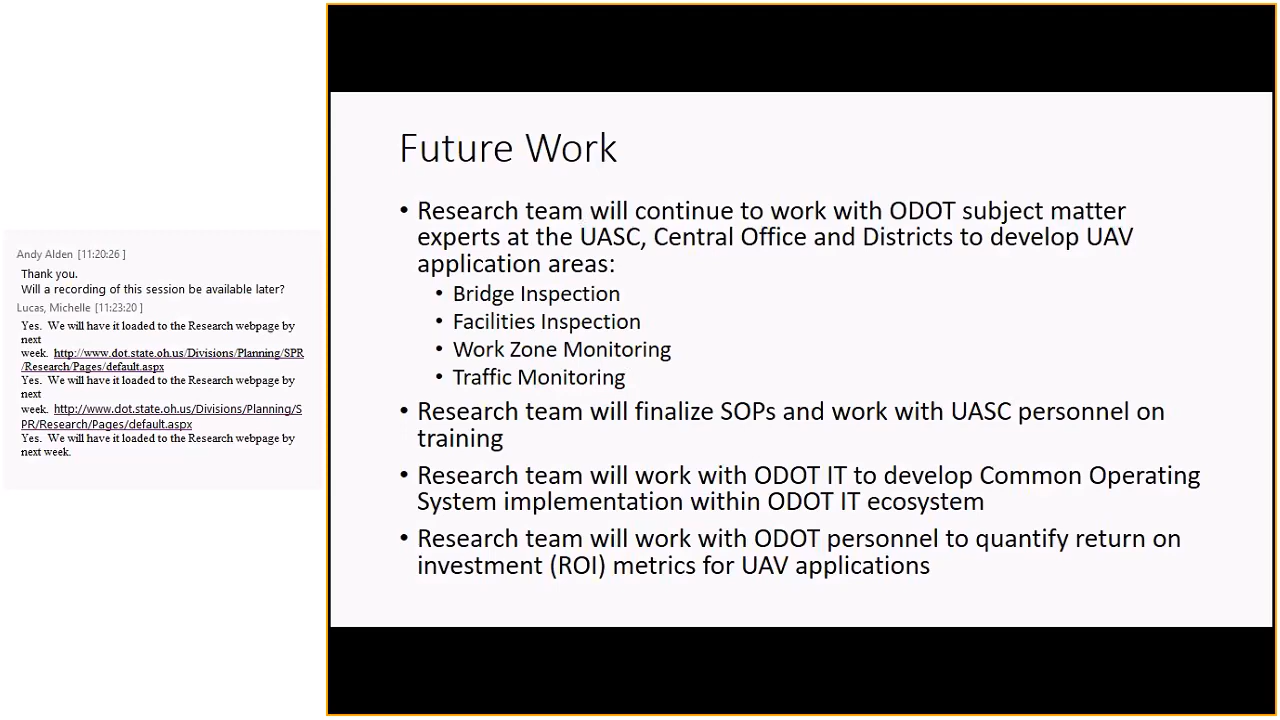 Andy Alden [11:20:26 ]
Thank you.
Will a recording of this session be available later?
Lucas, Michelle [11:23:20 ]
Yes. We will have it loaded to the Research webpage by
next
week. http://www.dot.state.oh.us/Divisions/Planning/SPR
/Research/Pages/default.aspx
Yes. We will have it loaded to the Research webpage by
next
week. http://www.dot.state.oh.us/Divisions/Planning/S
PR/Research/Pages/default.aspx
Yes. We will have it loaded to the Research webpage by
next week.
Future Work
• Research team will continue to work with ODOT subject matter
experts at the UASC, Central Office and Districts to develop UAV
application areas:
• Bridge Inspection
• Facilities Inspection
• Work Zone Monitoring
• Traffic Monitoring
• Research team will finalize SOPs and work with UASC personnel on
training
• Research team will work with ODOT IT to develop Common Operating
System implementation within ODOT IT ecosystem
• Research team will work with ODOT personnel to quantify return on
investment (ROI) metrics for UAV applications